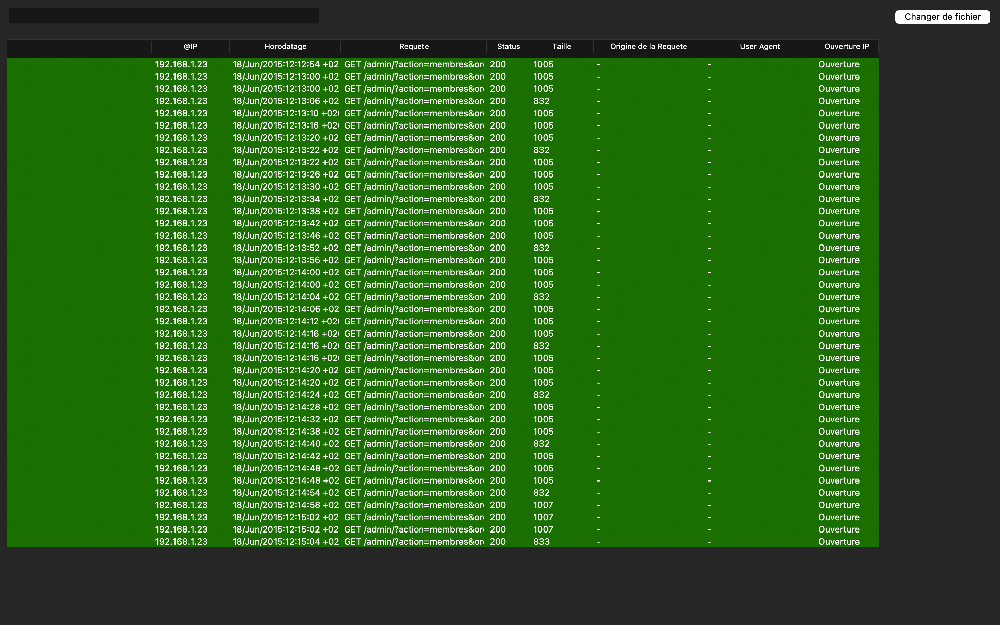 Changer de fichier
@IP Horodatage Requete Status Taille Origine de la Requete User Agent Ouverture IP
192.168.1.23 18/Jun/2015:12:12:54 +02 GET /admin/?action=membres&or 200 1005 - - Ouverture
192.168.1.23 18/Jun/2015:12:13:00 +02 GET /admin/?action=membres&or 200 1005 - - Ouverture
192.168.1.23 18/Jun/2015:12:13:00 +02 GET /admin/?action=membres&or 200 1005 - - Ouverture
192.168.1.23 18/Jun/2015:12:13:06 +02 GET /admin/?action=membres&or 200 832 - - Ouverture
192.168.1.23 18/Jun/2015:12:13:10 +02 GET /admin/?action=membres&or 200 1005 - - Ouverture
192.168.1.23 18/Jun/2015:12:13:16 +02 GET /admin/?action=membres&or 200 1005 - - Ouverture
192.168.1.23 18/Jun/2015:12:13:20 +02 GET /admin/?action=membres&or 200 1005 - - Ouverture
192.168.1.23 18/Jun/2015:12:13:22 +02 GET /admin/?action=membres&or 200 832 - - Ouverture
192.168.1.23 18/Jun/2015:12:13:22 +02 GET /admin/?action=membres&or 200 1005 - - Ouverture
192.168.1.23 18/Jun/2015:12:13:26 +02 GET /admin/?action=membres&or 200 1005 - - Ouverture
192.168.1.23 18/Jun/2015:12:13:30 +02 GET /admin/?action=membres&or 200 1005 - - Ouverture
192.168.1.23 18/Jun/2015:12:13:34 +02 GET /admin/?action=membres&or 200 832 - - Ouverture
192.168.1.23 18/Jun/2015:12:13:38 +02 GET /admin/?action=membres&or 200 1005 - - Ouverture
192.168.1.23 18/Jun/2015:12:13:42 +02 GET /admin/?action=membres&or 200 1005 - - Ouverture
192.168.1.23 18/Jun/2015:12:13:46 +02 GET /admin/?action=membres&or 200 1005 - - Ouverture
192.168.1.23 18/Jun/2015:12:13:52 +02 GET /admin/?action=membres&or 200 832 - - Ouverture
192.168.1.23 18/Jun/2015:12:13:56 +02 GET /admin/?action=membres&or 200 1005 - - Ouverture
192.168.1.23 18/Jun/2015:12:14:00 +02 GET /admin/?action=membres&or 200 1005 - - Ouverture
192.168.1.23 18/Jun/2015:12:14:00 +02 GET /admin/?action=membres&or 200 1005 - - Ouverture
192.168.1.23 18/Jun/2015:12:14:04 +02 GET /admin/?action=membres&or 200 832 - - Ouverture
192.168.1.23 18/Jun/2015:12:14:06 +02 GET /admin/?action=membres&or 200 1005 - - Ouverture
192.168.1.23 18/Jun/2015:12:14:12 +02 GET /admin/?action=membres&or 200 1005 - - Ouverture
192.168.1.23 18/Jun/2015:12:14:16 +02 GET /admin/?action=membres&or 200 1005 - - Ouverture
192.168.1.23 18/Jun/2015:12:14:16 +02 GET /admin/?action=membres&or 200 832 - - Ouverture
192.168.1.23 18/Jun/2015:12:14:16 +02 GET /admin/?action=membres&or 200 1005 - - Ouverture
192.168.1.23 18/Jun/2015:12:14:20 +02 GET /admin/?action=membres&or 200 1005 - - Ouverture
192.168.1.23 18/Jun/2015:12:14:20 +02 GET /admin/?action=membres&or 200 1005 - - Ouverture
192.168.1.23 18/Jun/2015:12:14:24 +02 GET /admin/?action=membres&or 200 832 - - Ouverture
192.168.1.23 18/Jun/2015:12:14:28 +02 GET /admin/?action=membres&or 200 1005 - - Ouverture
192.168.1.23 18/Jun/2015:12:14:32 +02 GET /admin/?action=membres&or 200 1005 - - Ouverture
192.168.1.23 18/Jun/2015:12:14:38 +02 GET /admin/?action=membres&or 200 1005 - - Ouverture
192.168.1.23 18/Jun/2015:12:14:40 +02 GET /admin/?action=membres&or 200 832 - - Ouverture
192.168.1.23 18/Jun/2015:12:14:42 +02 GET /admin/?action=membres&or 200 1005 - - Ouverture
192.168.1.23 18/Jun/2015:12:14:48 +02 GET /admin/?action=membres&or 200 1005 - - Ouverture
192.168.1.23 18/Jun/2015:12:14:48 +02 GET /admin/?action=membres&or 200 1005 - - Ouverture
192.168.1.23 18/Jun/2015:12:14:54 +02 GET /admin/?action=membres&or 200 832 - - Ouverture
192.168.1.23 18/Jun/2015:12:14:58 +02 GET /admin/?action=membres&or 200 1007 - - Ouverture
192.168.1.23 18/Jun/2015:12:15:02 +02 GET /admin/?action=membres&or 200 1007 - - Ouverture
192.168.1.23 18/Jun/2015:12:15:02 +02 GET /admin/?action=membres&or 200 1007 - - Ouverture
192.168.1.23 18/Jun/2015:12:15:04 +02 GET /admin/?action=membres&or 200 833 - - Ouverture